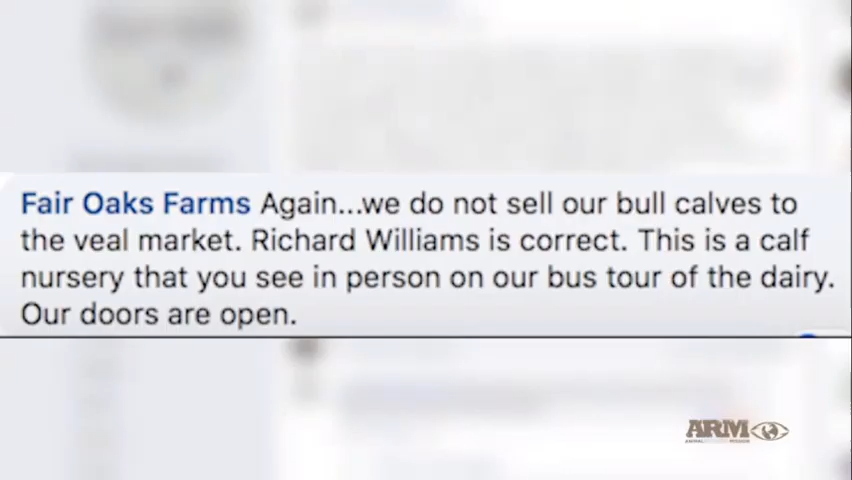 Fair Oaks Farms Again...we do not sell our bull calves to
the veal market. Richard Williams is correct. This is a calf
nursery that you see in person on our bus tour of the dairy.
Our doors are open.
ARM